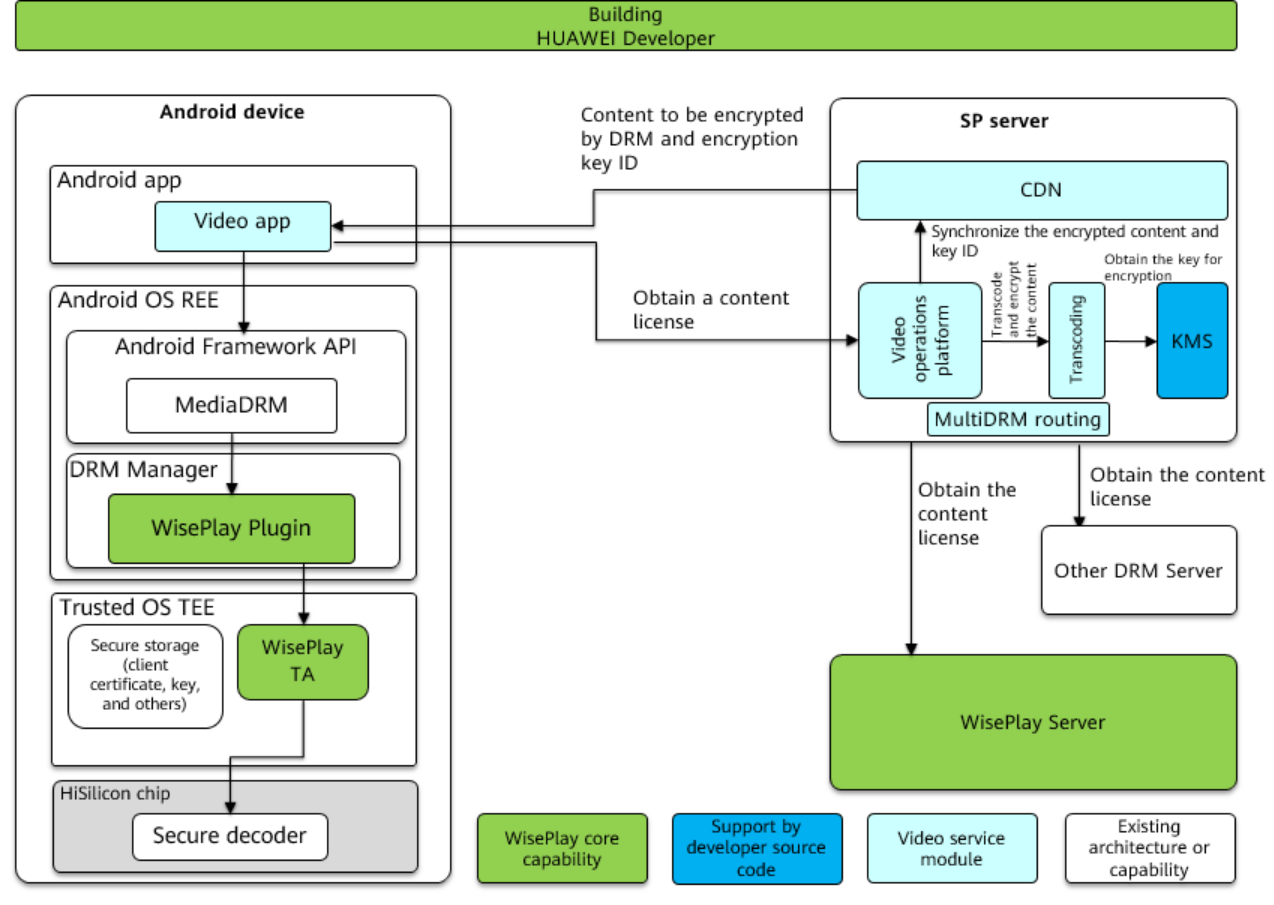 Building
HUAWEI Developer
Android device
Android app
Video app
Android OS REE
Android Framework API
MediaDRM
DRM Manager
WisePlay Plugin
Trusted OS TEE
Secure storage
(client
certificate, key,
and others)
WisePlay
TA
HiSilicon chip
Secure decoder
Content to be encrypted
by DRM and encryption
key ID
Obtain a content
license
SP server
CDN
Synchronize the encrypted content and
key ID
Obtain the key for
encryption
Transcode
and encrypt
the content
Video
operations
platform
Transcoding
KMS
MultiDRM routing
Obtain the
content
license
Obtain the content
license
Other DRM Server
WisePlay Server
WisePlay core
capability
Support by
developer source
code
Video service
module
Existing
architecture or
capability